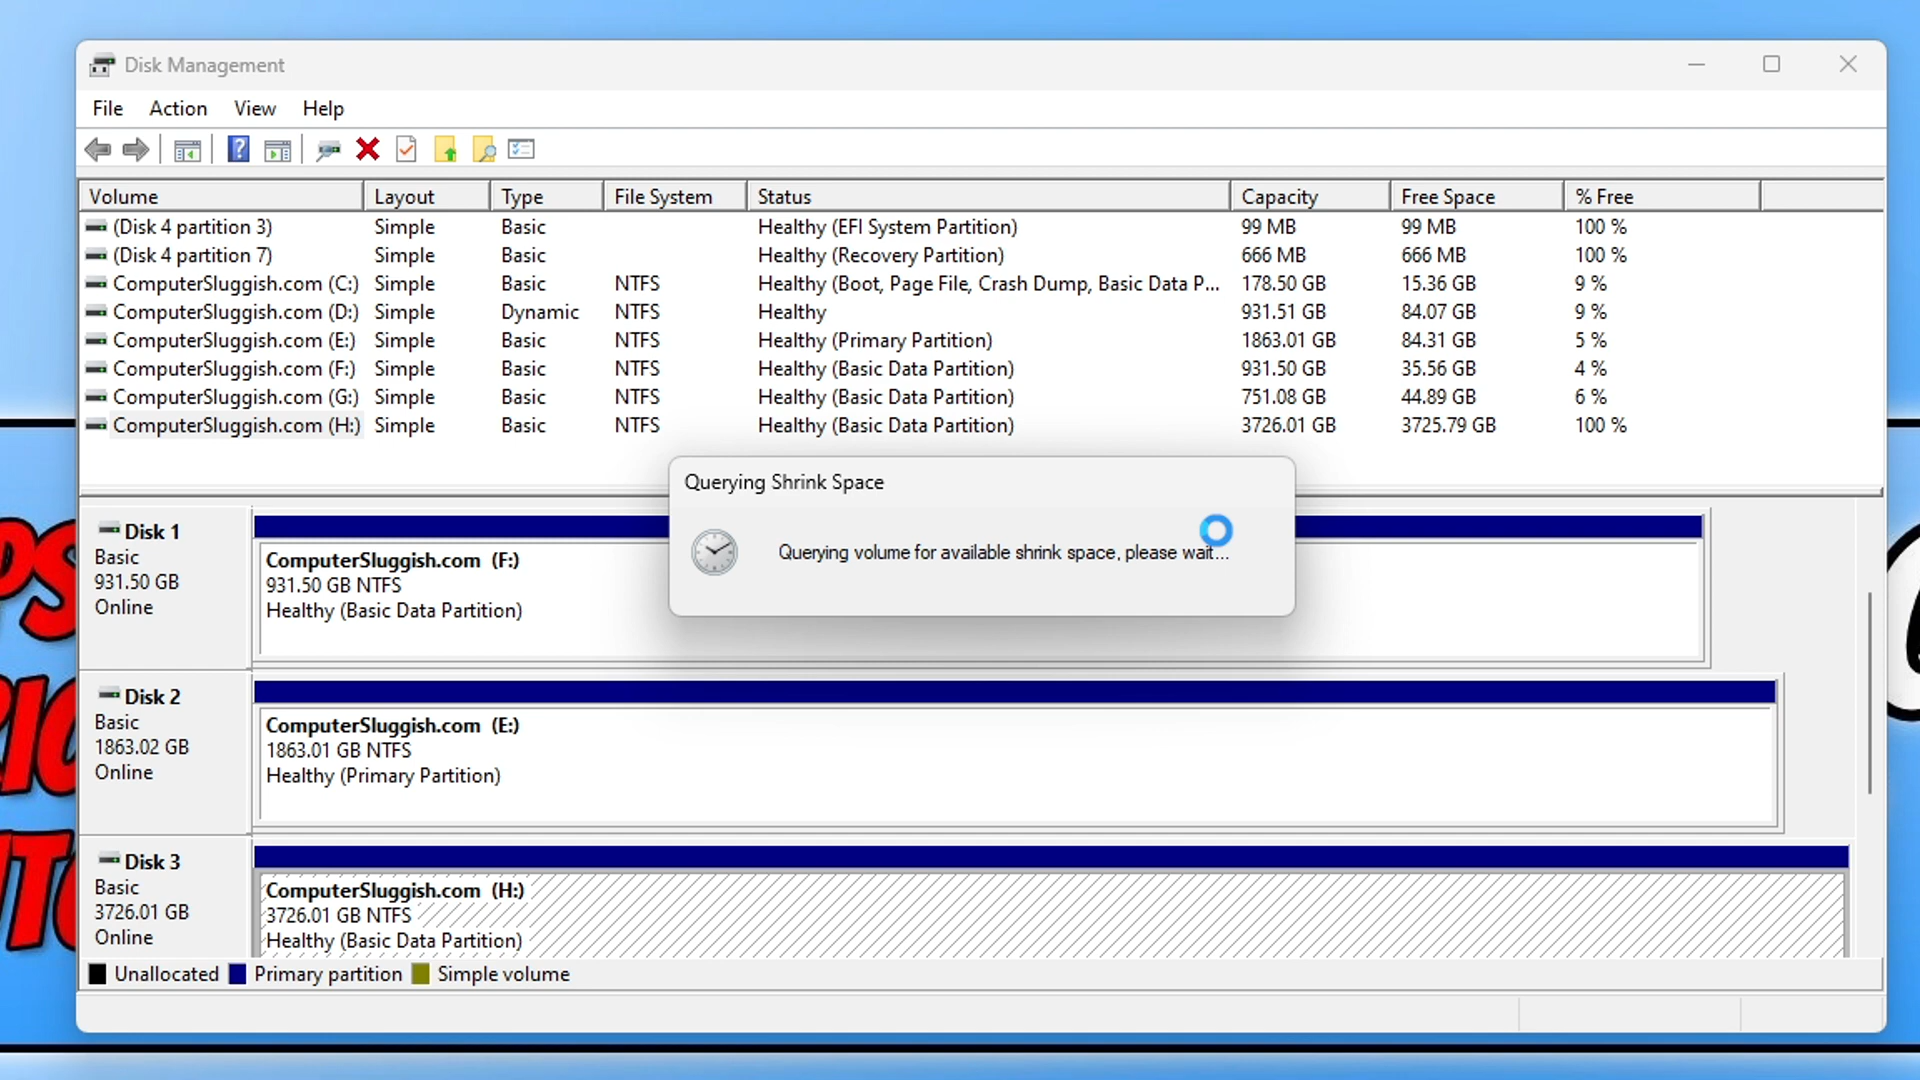 Disk Management
File Action View Help
Volume Layout Type File System Status Capacity Free Space % Free
(Disk 4 partition 3) Simple Basic Healthy (EFI System Partition) 99 MB 99 MB 100 %
(Disk 4 partition 7) Simple Basic Healthy (Recovery Partition) 666 MB 666 MB 100 %
ComputerSluggish.com (C:) Simple Basic NTFS Healthy (Boot, Page File, Crash Dump, Basic Data P... 178.50 GB 15.36 GB 9 %
ComputerSluggish.com (D:) Simple Dynamic NTFS Healthy 931.51 GB 84.07 GB 9 %
ComputerSluggish.com (E:) Simple Basic NTFS Healthy (Primary Partition) 1863.01 GB 84.31 GB 5 %
ComputerSluggish.com (F:) Simple Basic NTFS Healthy (Basic Data Partition) 931.50 GB 35.56 GB 4 %
ComputerSluggish.com (G:) Simple Basic NTFS Healthy (Basic Data Partition) 751.08 GB 44.89 GB 6 %
ComputerSluggish.com (H:) Simple Basic NTFS Healthy (Basic Data Partition) 3726.01 GB 3725.79 GB 100 %
Querying Shrink Space
Querying volume for available shrink space, please wait...
Disk 1
Basic
931.50 GB
Online
ComputerSluggish.com (F:)
931.50 GB NTFS
Healthy (Basic Data Partition)
Disk 2
Basic
1863.02 GB
Online
ComputerSluggish.com (E:)
1863.01 GB NTFS
Healthy (Primary Partition)
Disk 3
Basic
3726.01 GB
Online
ComputerSluggish.com (H:)
3726.01 GB NTFS
Healthy (Basic Data Partition)
Unallocated Primary partition Simple volume